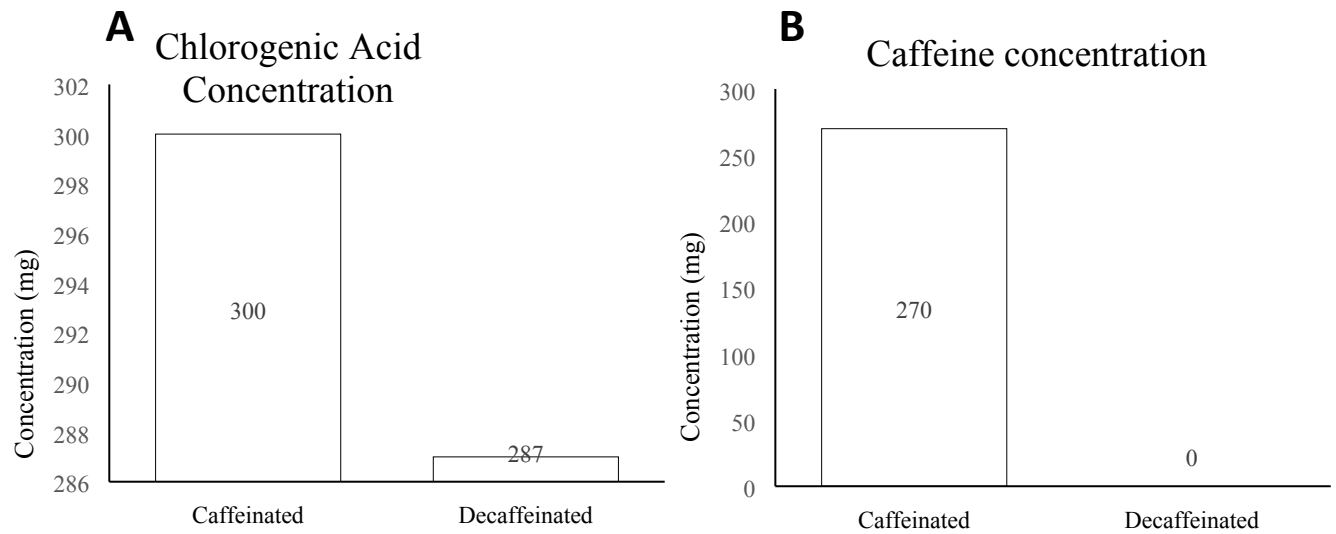 A
Chlorogenic Acid
Concentration
Concentration (mg)
302
300
298
296
294
292
290
288
286
300
287
Caffeinated
Decaffeinated
B
Caffeine concentration
Concentration (mg)
300
250
200
150
100
50
0
270
0
Caffeinated
Decaffeinated